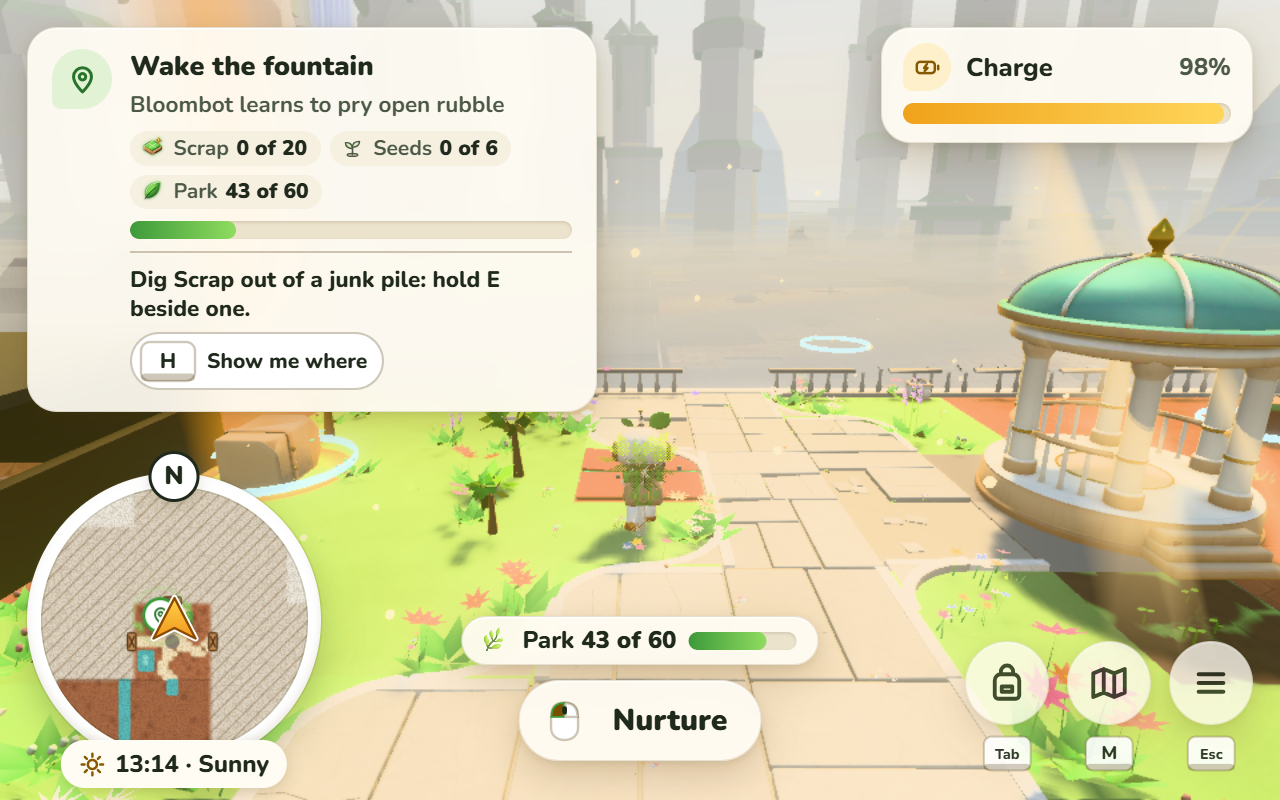 Wake the fountain
Bloombot learns to pry open rubble
Scrap 0 of 20
Seeds 0 of 6
Park 43 of 60
Dig Scrap out of a junk pile: hold E
beside one.
H Show me where
Charge 98%
N
13:14 · Sunny
Park 43 of 60
Nurture
Tab
M
Esc